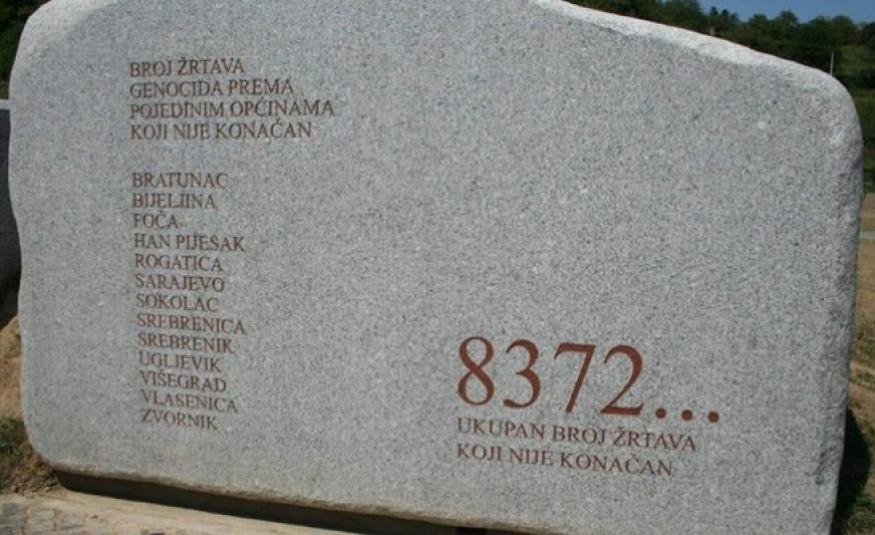 BROJ ŽRTAVA
GENOCIDA PREMA
POJEDINIM OPĆINAMA
KOJI NIJE KONAČAN
BRATUNAC
BIJELJINA
FOČA
HAN PIJESAK
ROGATICA
SARAJEVO
SOKOLAC
SREBRENICA
SREBRENIK
UGLJEVIK
VIŠEGRAD
VLASENICA
ZVORNIK
8372...
UKUPAN BROJ ŽRTAVA
KOJI NIJE KONAČAN